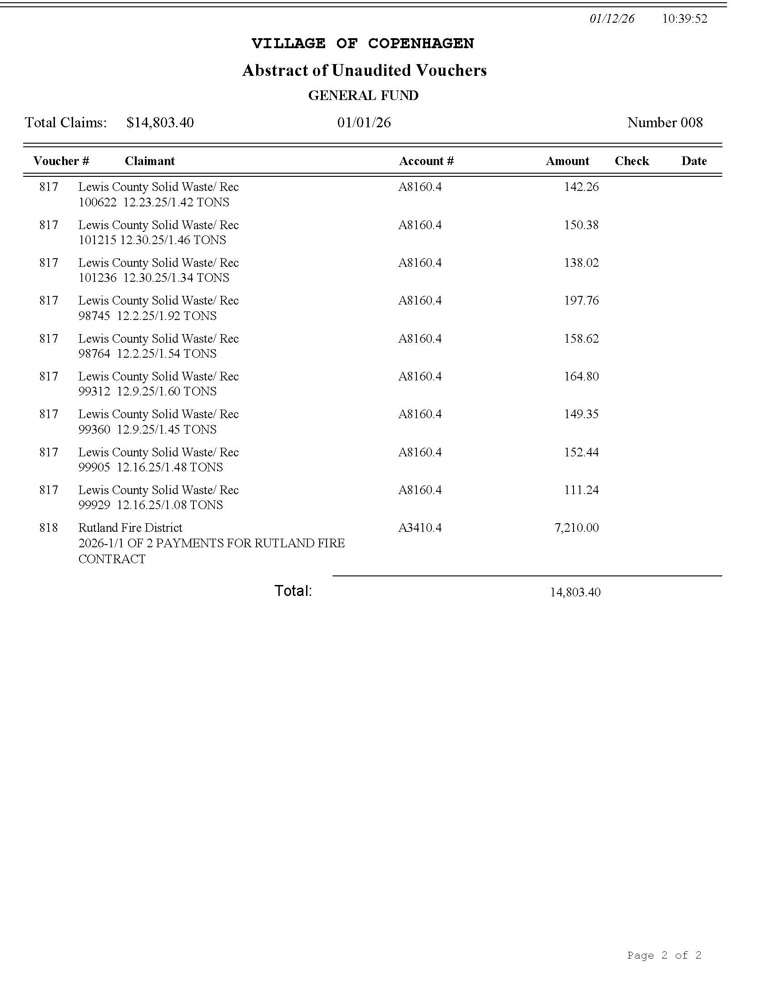 01/12/26 10:39:52
VILLAGE OF COPENHAGEN
Abstract of Unaudited Vouchers
GENERAL FUND
Total Claims: $14,803.40 01/01/26 Number 008
Voucher # Claimant Account # Amount Check Date
817 Lewis County Solid Waste/ Rec A8160.4 142.26
100622 12.23.25/1.42 TONS
817 Lewis County Solid Waste/ Rec A8160.4 150.38
101215 12.30.25/1.46 TONS
817 Lewis County Solid Waste/ Rec A8160.4 138.02
101236 12.30.25/1.34 TONS
817 Lewis County Solid Waste/ Rec A8160.4 197.76
98745 12.2.25/1.92 TONS
817 Lewis County Solid Waste/ Rec A8160.4 158.62
98764 12.2.25/1.54 TONS
817 Lewis County Solid Waste/ Rec A8160.4 164.80
99312 12.9.25/1.60 TONS
817 Lewis County Solid Waste/ Rec A8160.4 149.35
99360 12.9.25/1.45 TONS
817 Lewis County Solid Waste/ Rec A8160.4 152.44
99905 12.16.25/1.48 TONS
817 Lewis County Solid Waste/ Rec A8160.4 111.24
99929 12.16.25/1.08 TONS
818 Rutland Fire District A3410.4 7,210.00
2026-1/1 OF 2 PAYMENTS FOR RUTLAND FIRE
CONTRACT
Total: 14,803.40
Page 2 of 2